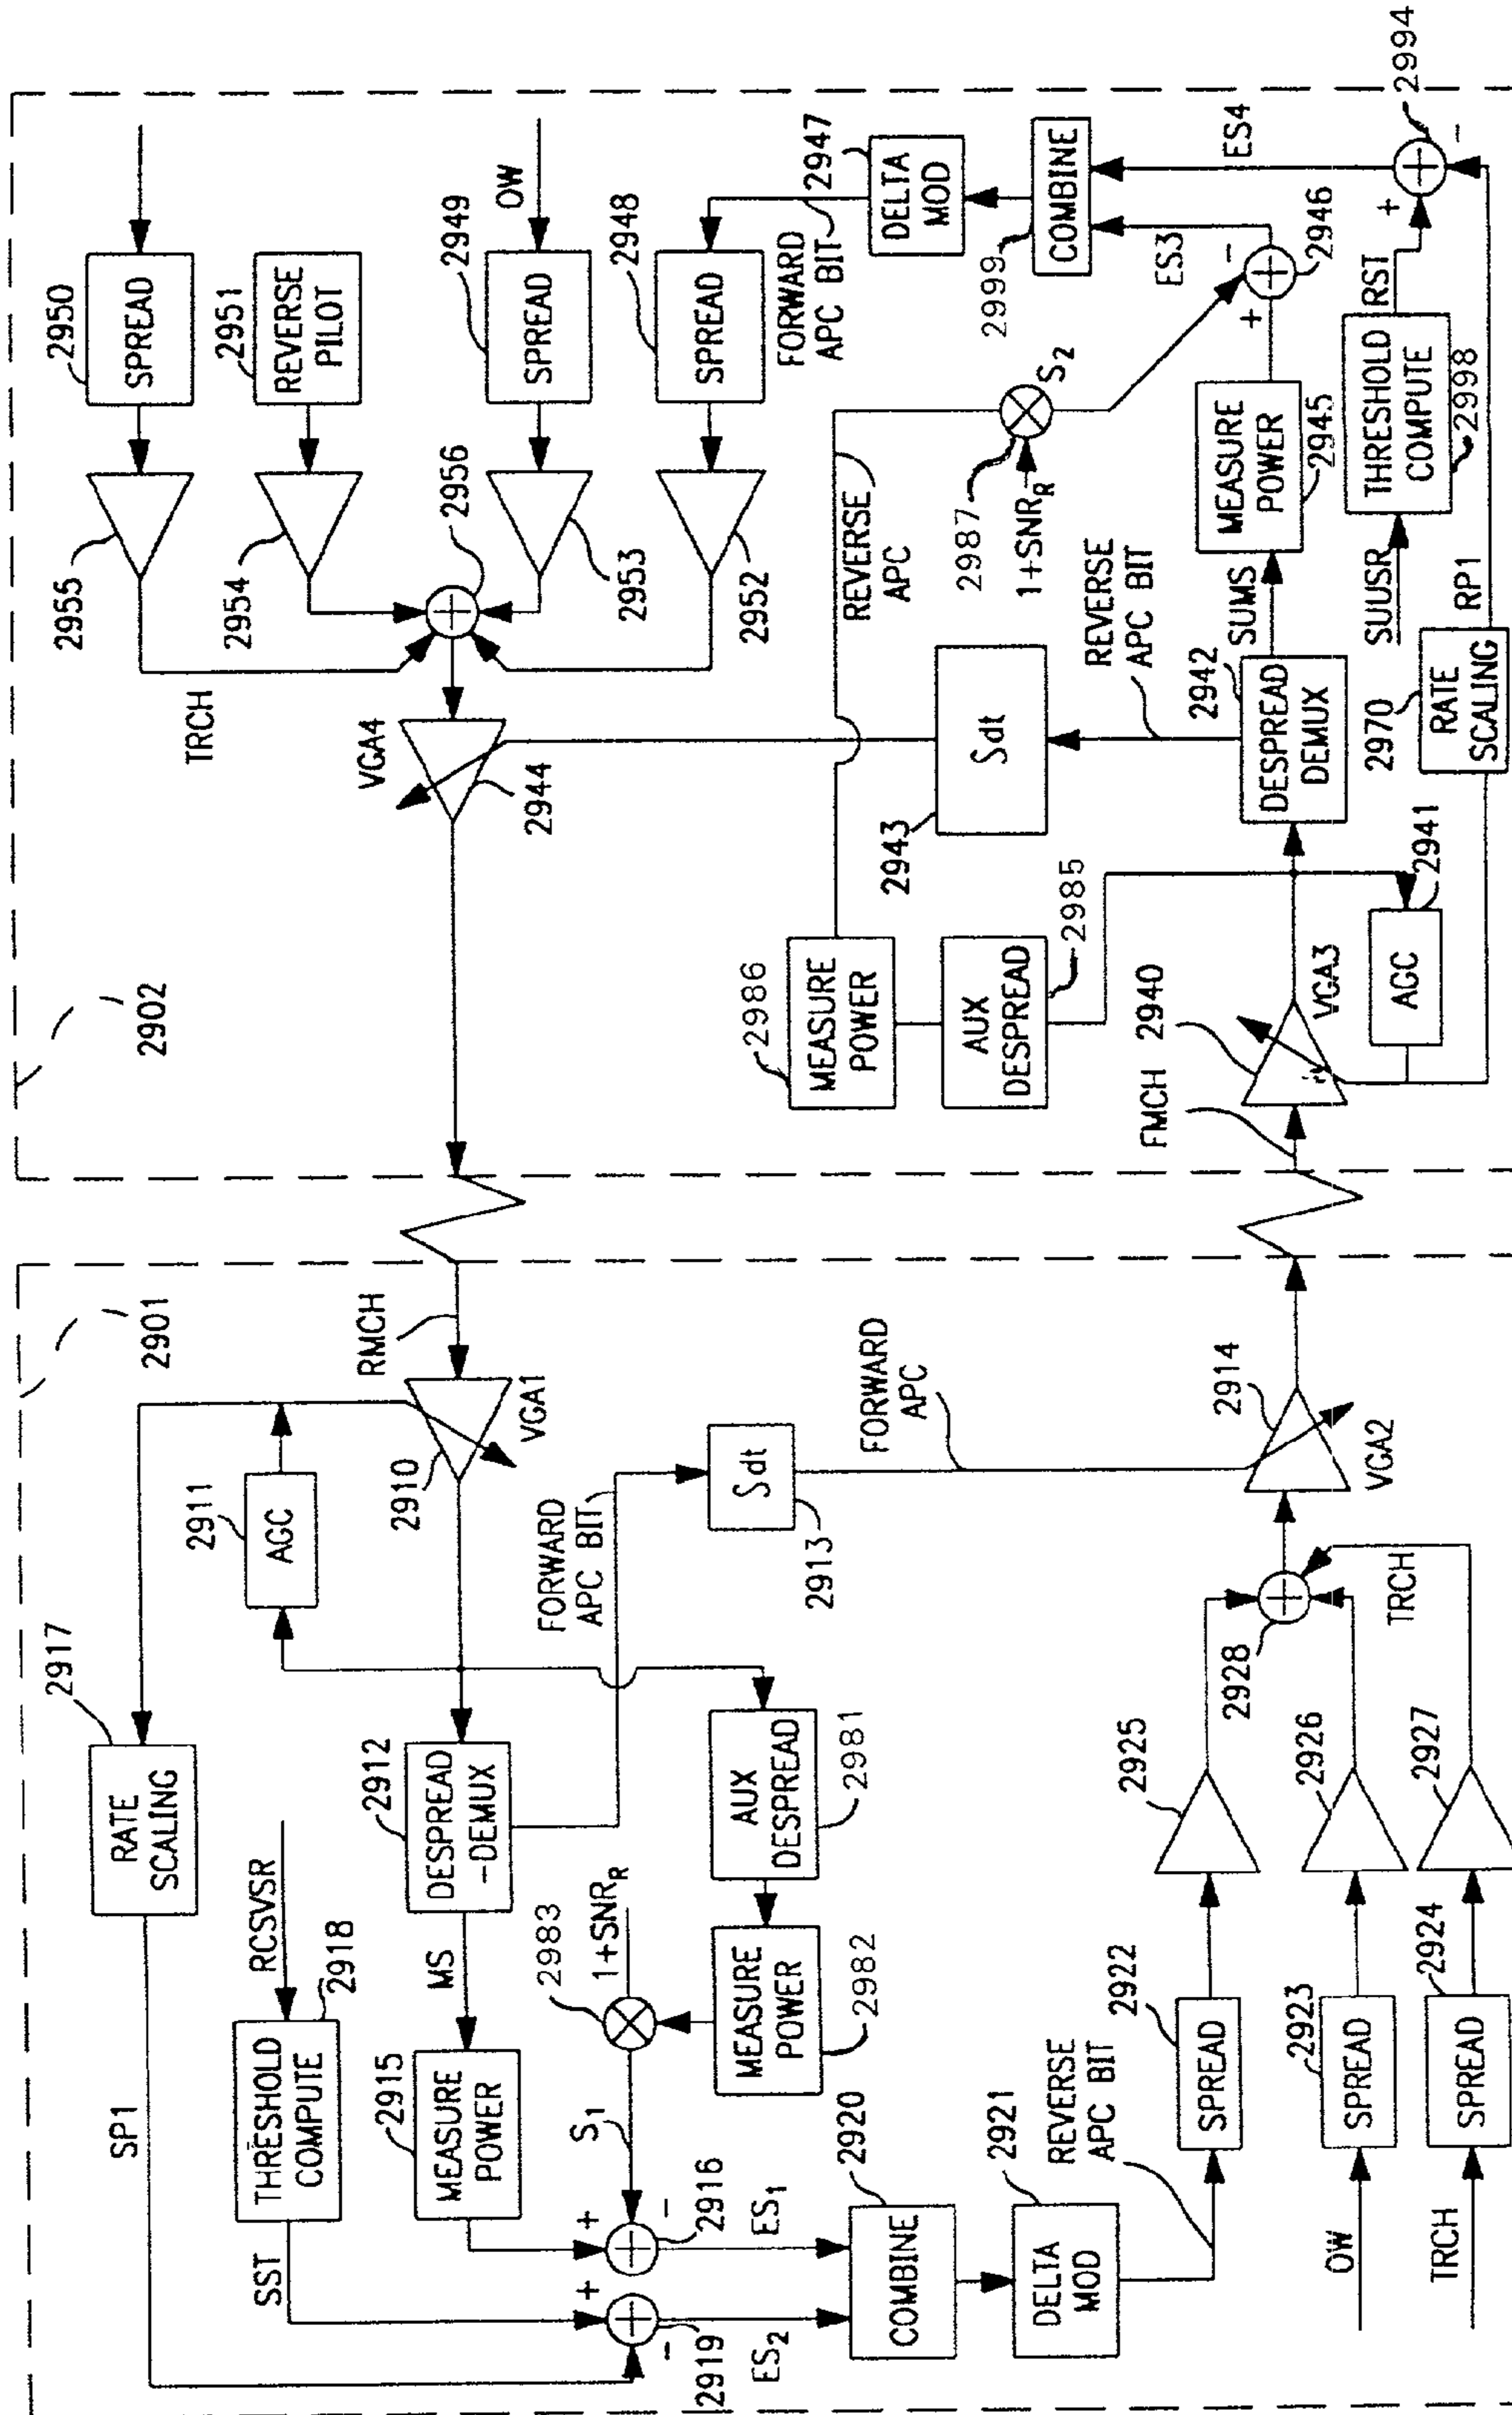 2917
RATE
SCALING
SP1
RCSVSR
THRESHOLD
COMPUTE
2918
SST
2911
AGC
2901
RMCH
VGA1
2910
2912
DESPREAD
-DEMUX
MS
2915
MEASURE
POWER
FORWARD
APC BIT
∫dt
2913
FORWARD
APC
2914
VGA2
AUX
DESPREAD
2981
MEASURE
POWER
2982
2983
1+SNRR
S1
+
-
2916
ES1
+
-
2919
ES2
2920
COMBINE
2921
DELTA
MOD
REVERSE
APC BIT
2922
SPREAD
2925
2923
SPREAD
2926
OW
2924
SPREAD
2927
TRCH
TRCH
2928
2902
2950
SPREAD
2955
2951
REVERSE
PILOT
2954
OW
2949
SPREAD
2953
2948
SPREAD
2952
2956
TRCH
VGA4
2944
FORWARD
APC BIT
2947
DELTA
MOD
COMBINE
2999
ES3
ES4
2994
+
-
REVERSE
APC
2987
1+SNRR
S2
+
-
2946
MEASURE
POWER
2945
THRESHOLD
COMPUTE
2998
RST
SUUSR
RP1
2970
RATE
SCALING
SUMS
REVERSE
APC BIT
2942
DESPREAD
DEMUX
∫dt
2943
2986
MEASURE
POWER
AUX
DESPREAD
2985
2941
AGC
VGA3
2940
FMCH